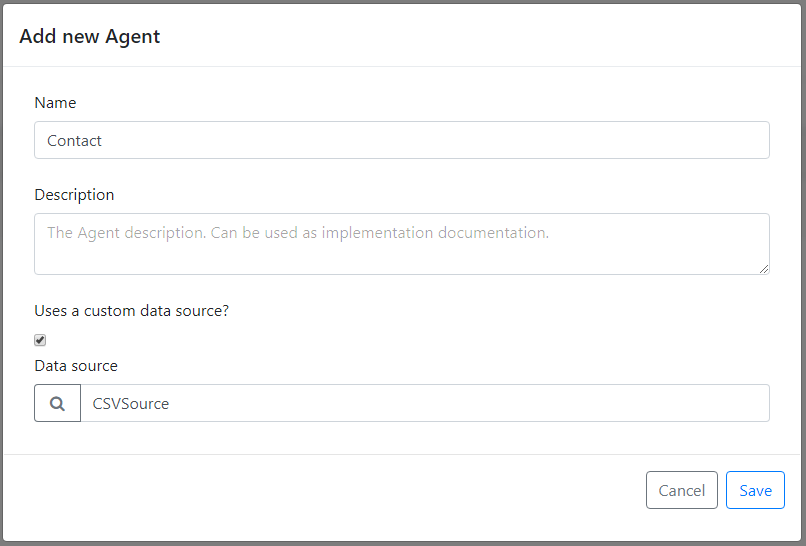 Add new Agent
Name
Contact
Description
The Agent description. Can be used as implementation documentation.
Uses a custom data source?
Data source
CSVSource
Cancel
Save